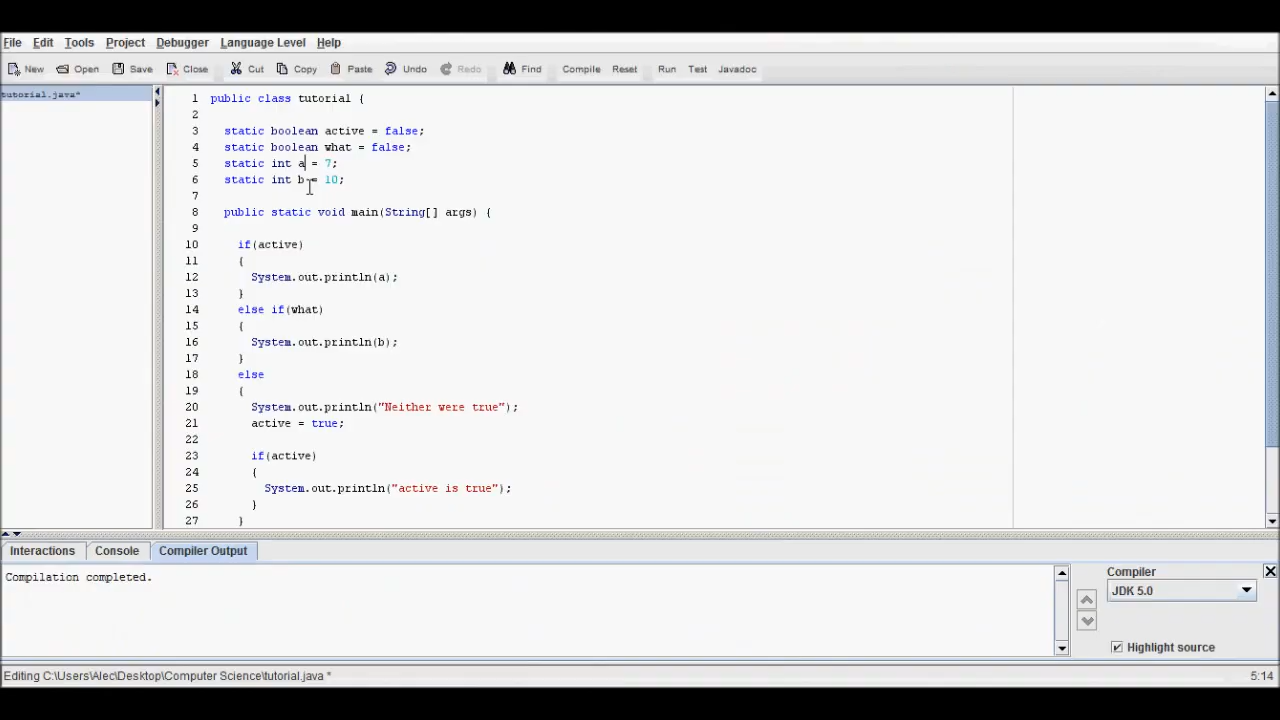 File Edit Tools Project Debugger Language Level Help
New Open Save Close Cut Copy Paste Undo Redo Find Compile Reset Run Test Javadoc
tutorial.java*
1 public class tutorial {
2
3 static boolean active = false;
4 static boolean what = false;
5 static int a = 7;
6 static int b = 10;
7
8 public static void main(String[] args) {
9
10 if(active)
11 {
12 System.out.println(a);
13 }
14 else if(what)
15 {
16 System.out.println(b);
17 }
18 else
19 {
20 System.out.println("Neither were true");
21 active = true;
22
23 if(active)
24 {
25 System.out.println("active is true");
26 }
27 }
Interactions Console Compiler Output
Compilation completed.
Compiler
JDK 5.0
Highlight source
Editing C:\Users\Alec\Desktop\Computer Science\tutorial.java * 5:14